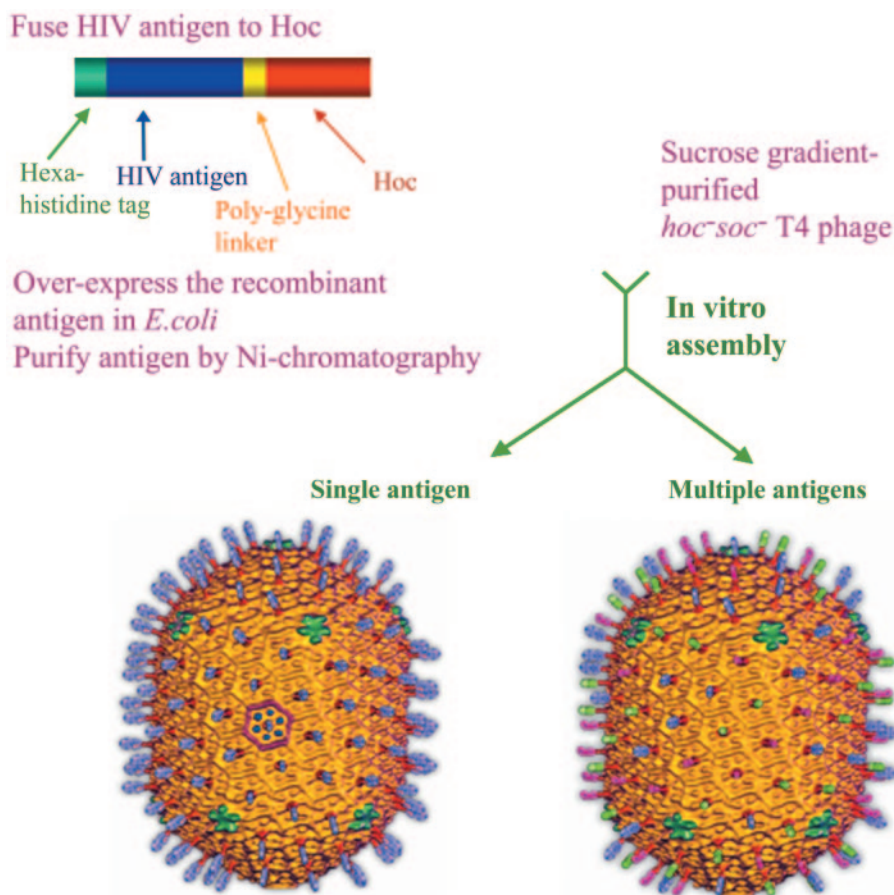 Fuse HIV antigen to Hoc
Hexa-
histidine tag
HIV antigen
Poly-glycine
linker
Hoc
Over-express the recombinant
antigen in E.coli
Purify antigen by Ni-chromatography
Sucrose gradient-
purified
hoc⁻soc⁻ T4 phage
In vitro
assembly
Single antigen
Multiple antigens